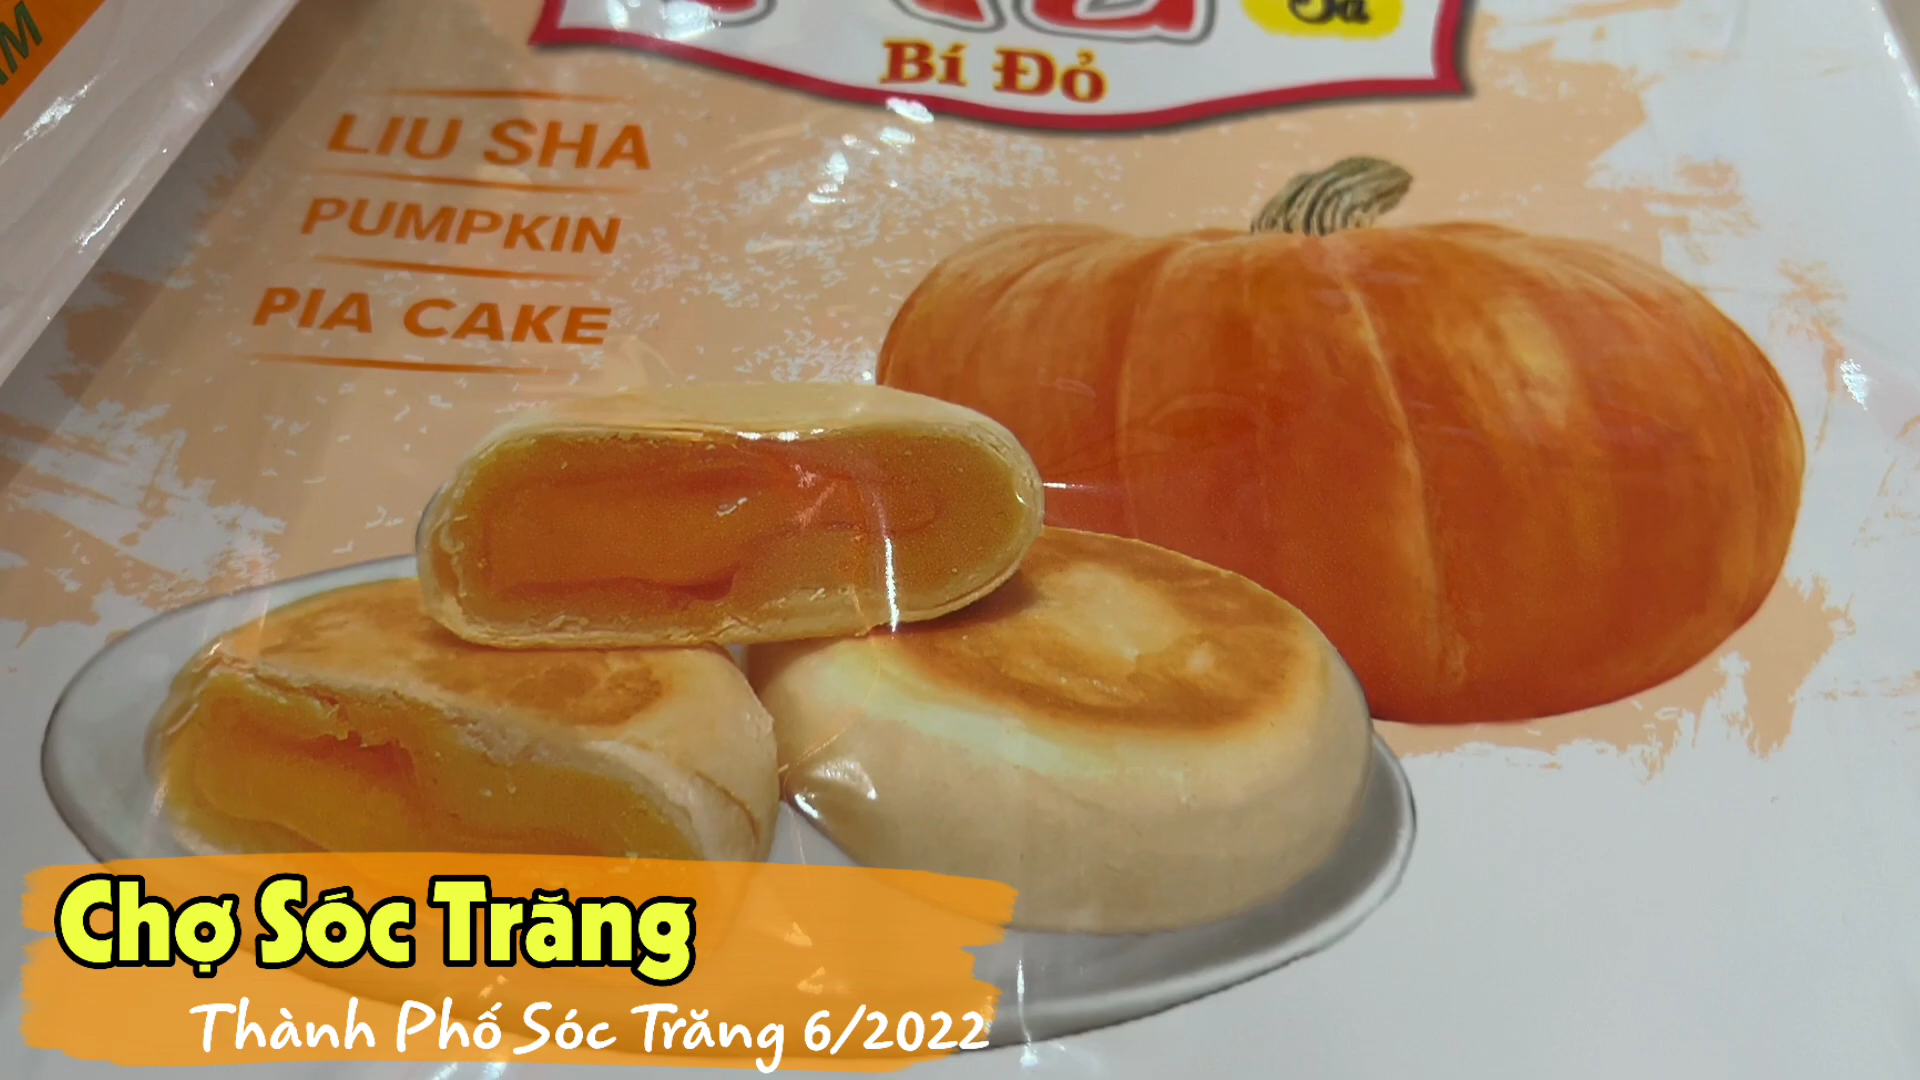 Bí Đỏ
LIU SHA
PUMPKIN
PIA CAKE
Chợ Sóc Trăng
Thành Phố Sóc Trăng 6/2022